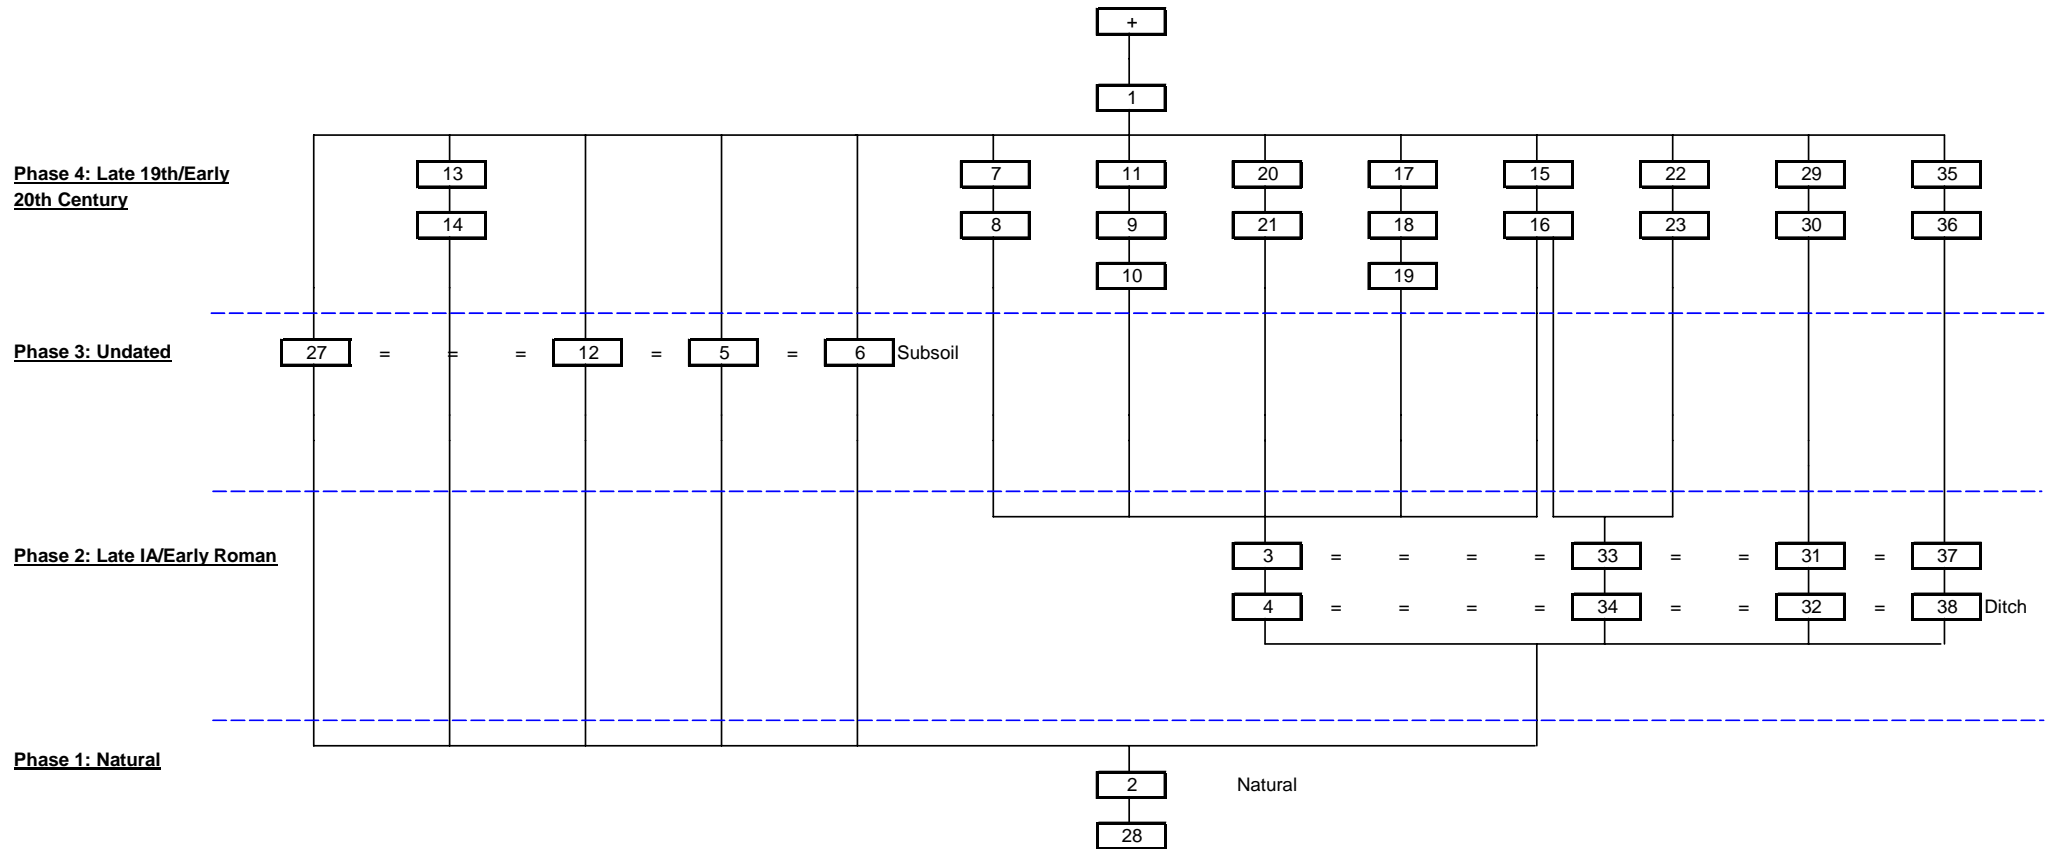 +
1
Phase 4: Late 19th/Early 13 7 11 20 17 15 22 29 35
20th Century
14 8 9 21 18 16 23 30 36
10 19
Phase 3: Undated 27 = = = 12 = 5 = 6 Subsoil
Phase 2: Late IA/Early Roman 3 = = = = 33 = = 31 = 37
4 = = = = 34 = = 32 = 38 Ditch
Phase 1: Natural
2 Natural
28